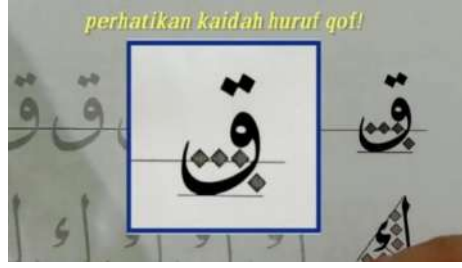 perhatikan kaidah huruf qof!
ق ق ق ق
ل ء ل ء ل ء ل ء